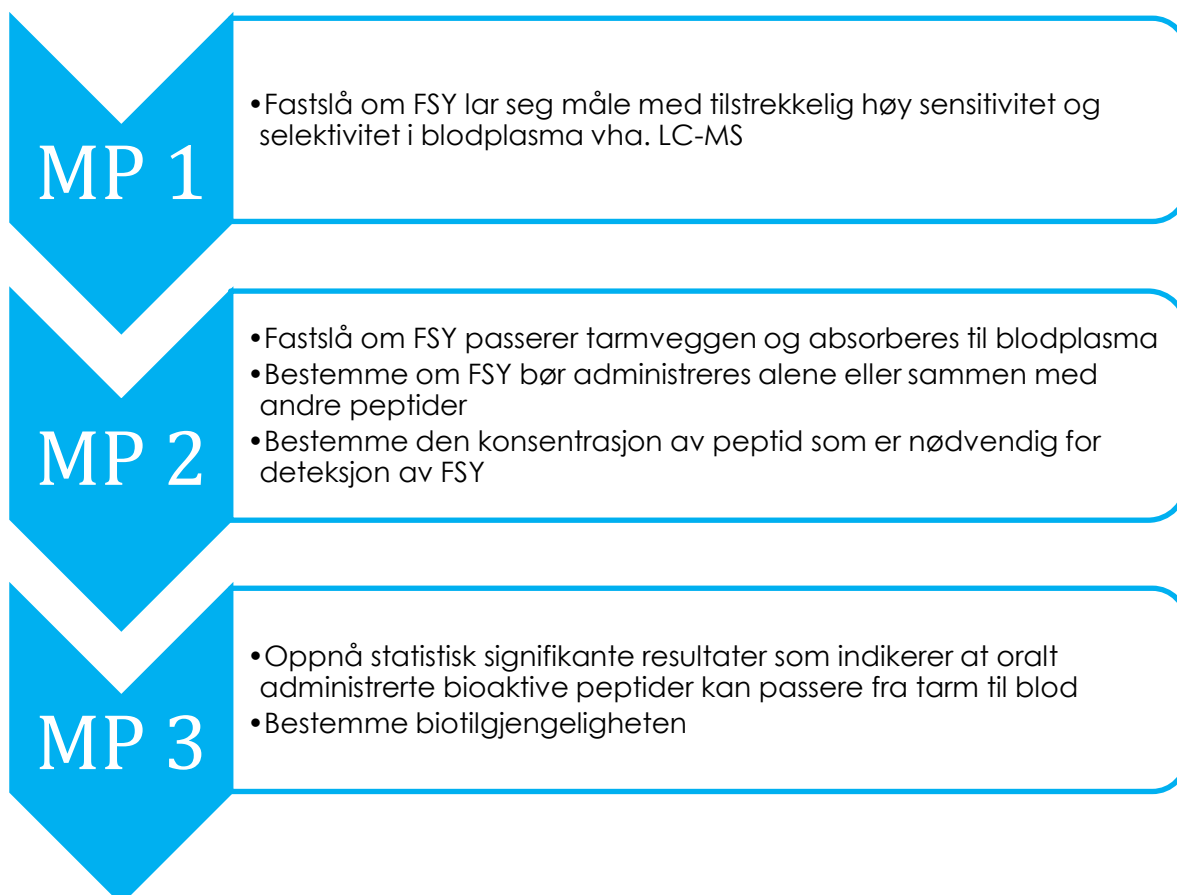 MP 1
•Fastslå om FSY lar seg måle med tilstrekkelig høy sensitivitet og
selektivitet i blodplasma vha. LC-MS
MP 2
•Fastslå om FSY passerer tarmveggen og absorberes til blodplasma
•Bestemme om FSY bør administreres alene eller sammen med
andre peptider
•Bestemme den konsentrasjon av peptid som er nødvendig for
deteksjon av FSY
MP 3
•Oppnå statistisk signifikante resultater som indikerer at oralt
administrerte bioaktive peptider kan passere fra tarm til blod
•Bestemme biotilgjengeligheten